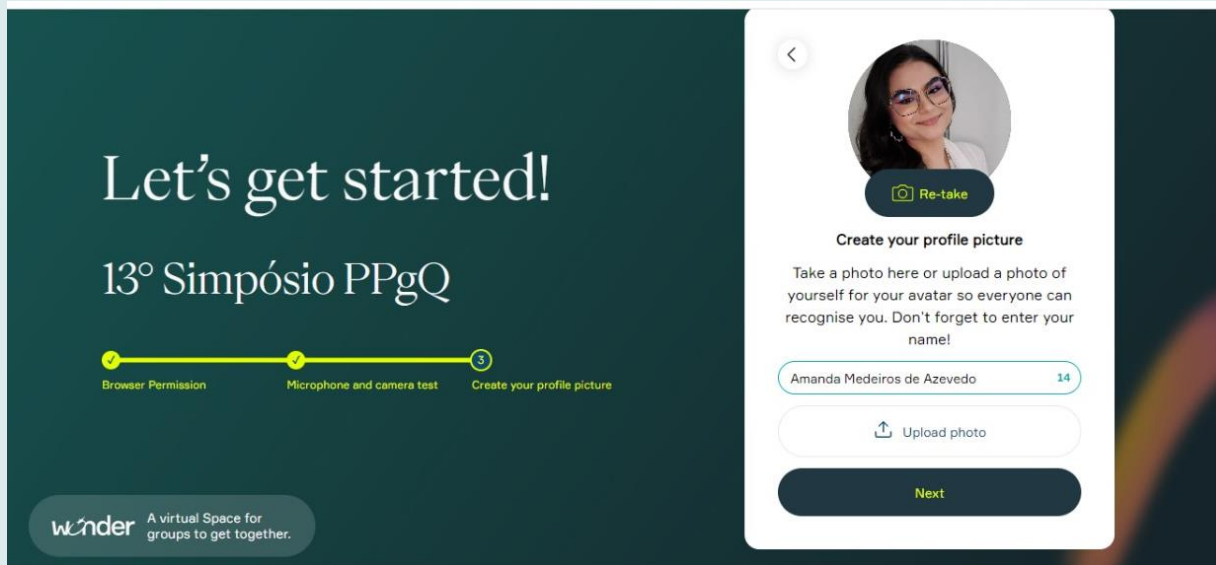 Let's get started!
13° Simpósio PPgQ
3
Browser Permission
Microphone and camera test
Create your profile picture
wonder
A virtual Space for
groups to get together.
Re-take
Create your profile picture
Take a photo here or upload a photo of
yourself for your avatar so everyone can
recognise you. Don't forget to enter your
name!
Amanda Medeiros de Azevedo 14
Upload photo
Next